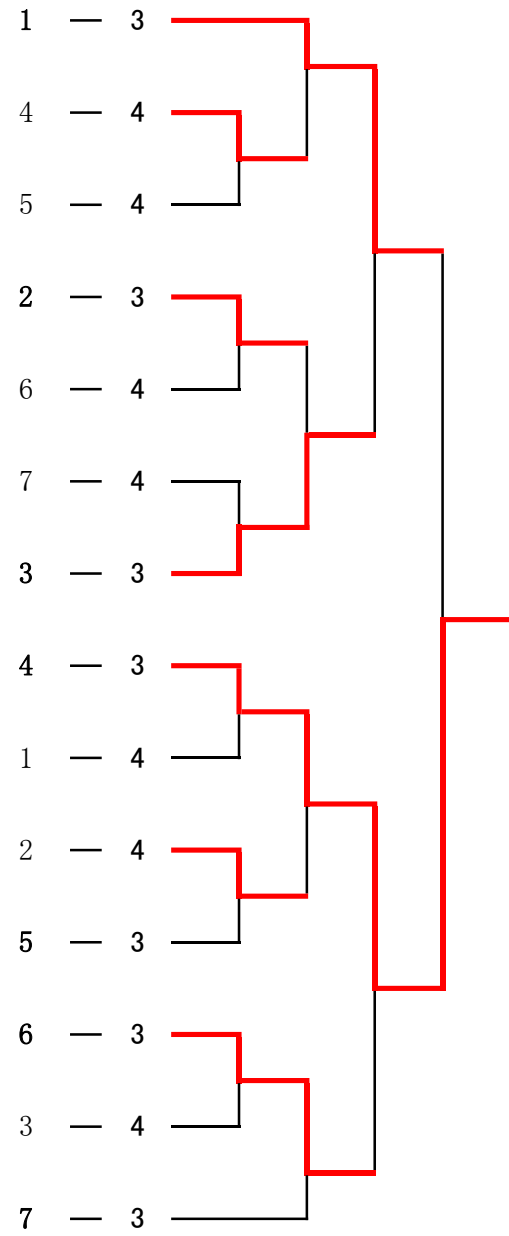 1 — 3
4 — 4
5 — 4
2 — 3
6 — 4
7 — 4
3 — 3
4 — 3
1 — 4
2 — 4
5 — 3
6 — 3
3 — 4
7 — 3